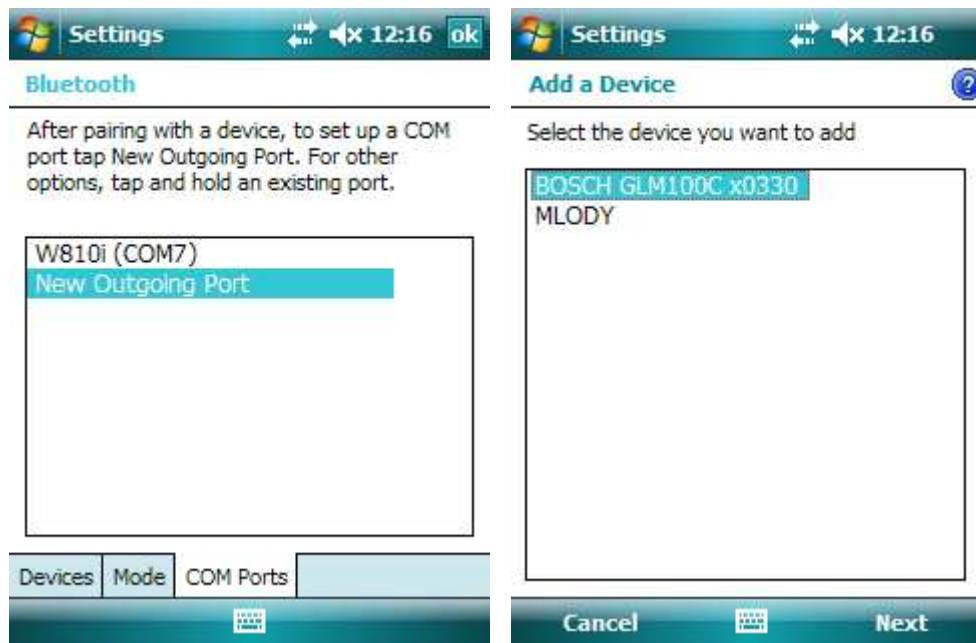 Settings 12:16 ok
Bluetooth
After pairing with a device, to set up a COM
port tap New Outgoing Port. For other
options, tap and hold an existing port.
W810i (COM7)
New Outgoing Port
Devices Mode COM Ports
Settings 12:16
Add a Device ?
Select the device you want to add
BOSCH GLM100C x0330
MLODY
Cancel Next